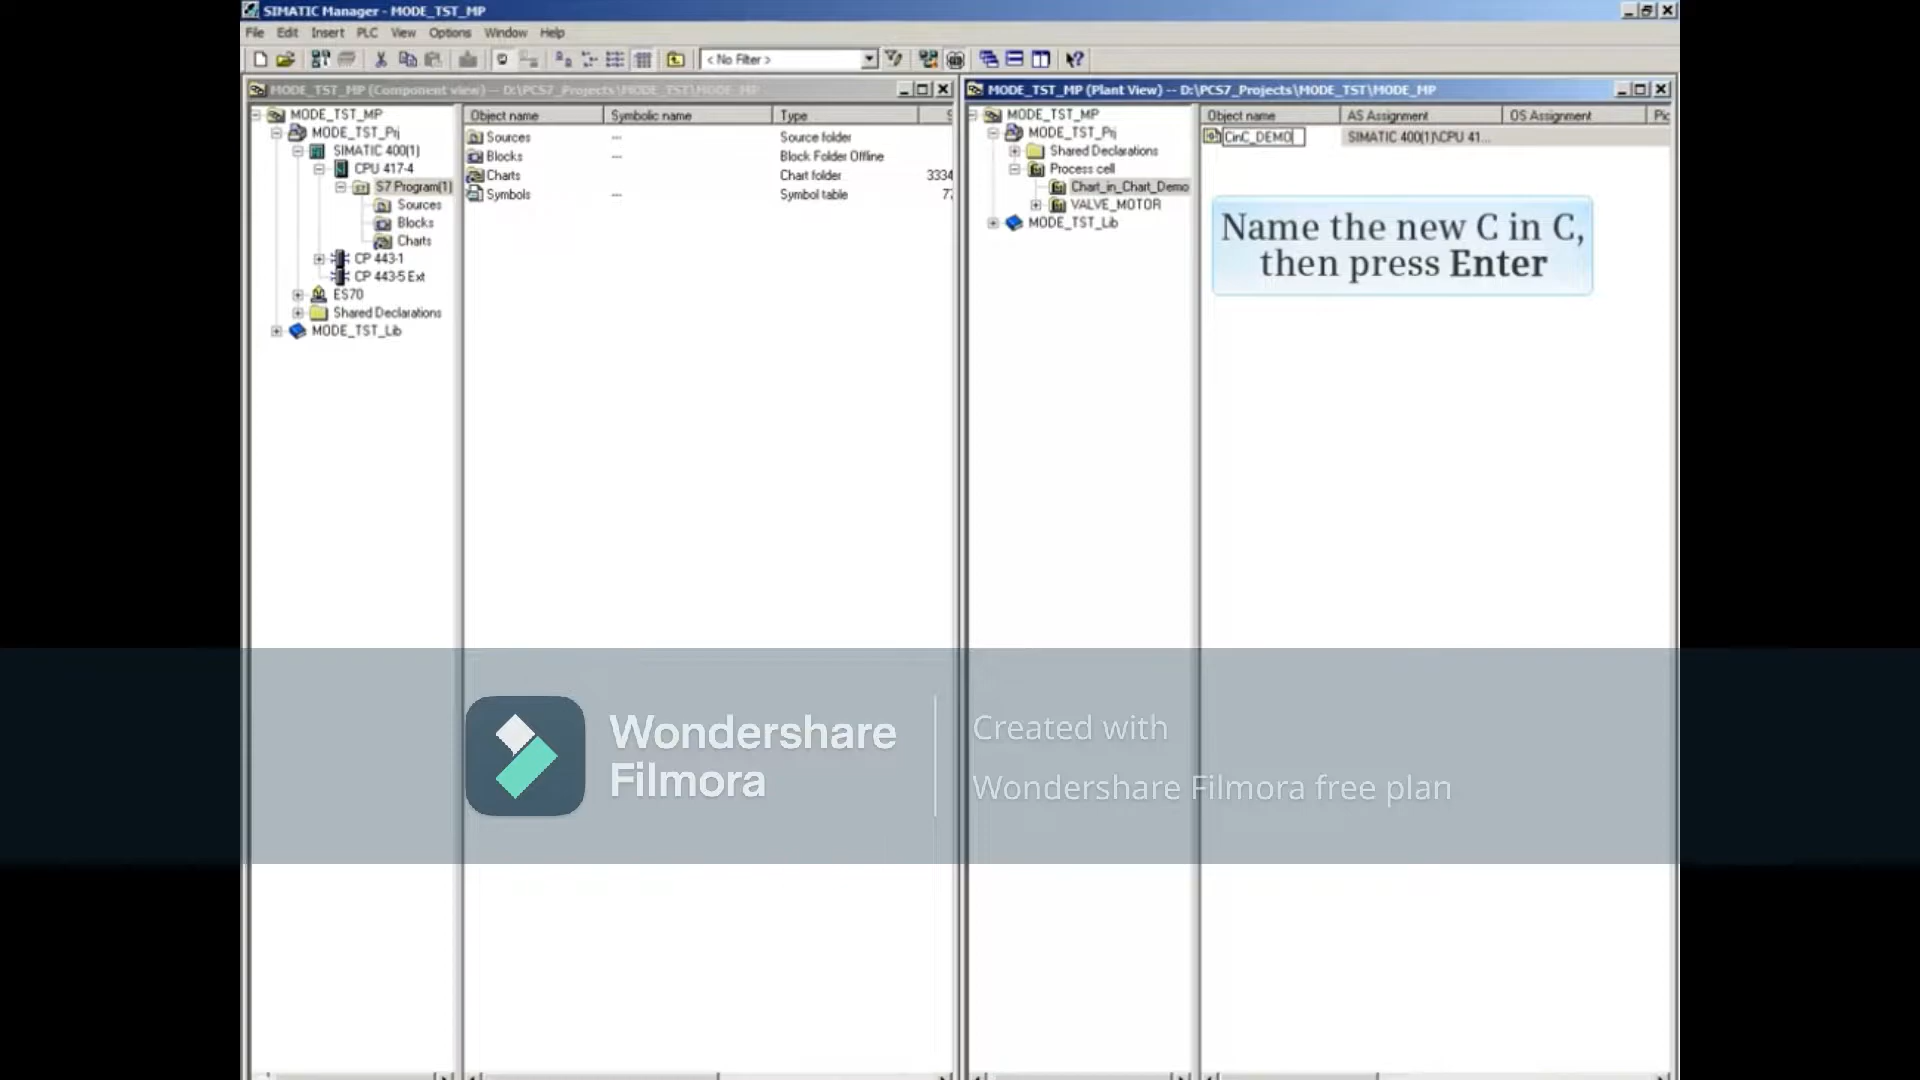 SIMATIC Manager - MODE_TST_MP
File Edit Insert PLC View Options Window Help
< No Filter >
MODE_TST_MP (Component view) -- D:\PCS7_Projects\MODE_TST\MODE_MP
MODE_TST_MP
MODE_TST_Prj
SIMATIC 400(1)
CPU 417-4
S7 Program(1)
Sources
Blocks
Charts
CP 443-1
CP 443-5 Ext
ES70
Shared Declarations
MODE_TST_Lib
Object name Symbolic name Type S
Sources --- Source folder
Blocks --- Block Folder Offline
Charts Chart folder 3334
Symbols --- Symbol table 77
MODE_TST_MP (Plant View) -- D:\PCS7_Projects\MODE_TST\MODE_MP
MODE_TST_MP
MODE_TST_Prj
Shared Declarations
Process cell
Chart_in_Chart_Demo
VALVE_MOTOR
MODE_TST_Lib
Object name AS Assignment OS Assignment Pic
CinC_DEMO SIMATIC 400(1)\CPU 41...
Name the new C in C,
then press Enter
Wondershare
Filmora
Created with
Wondershare Filmora free plan